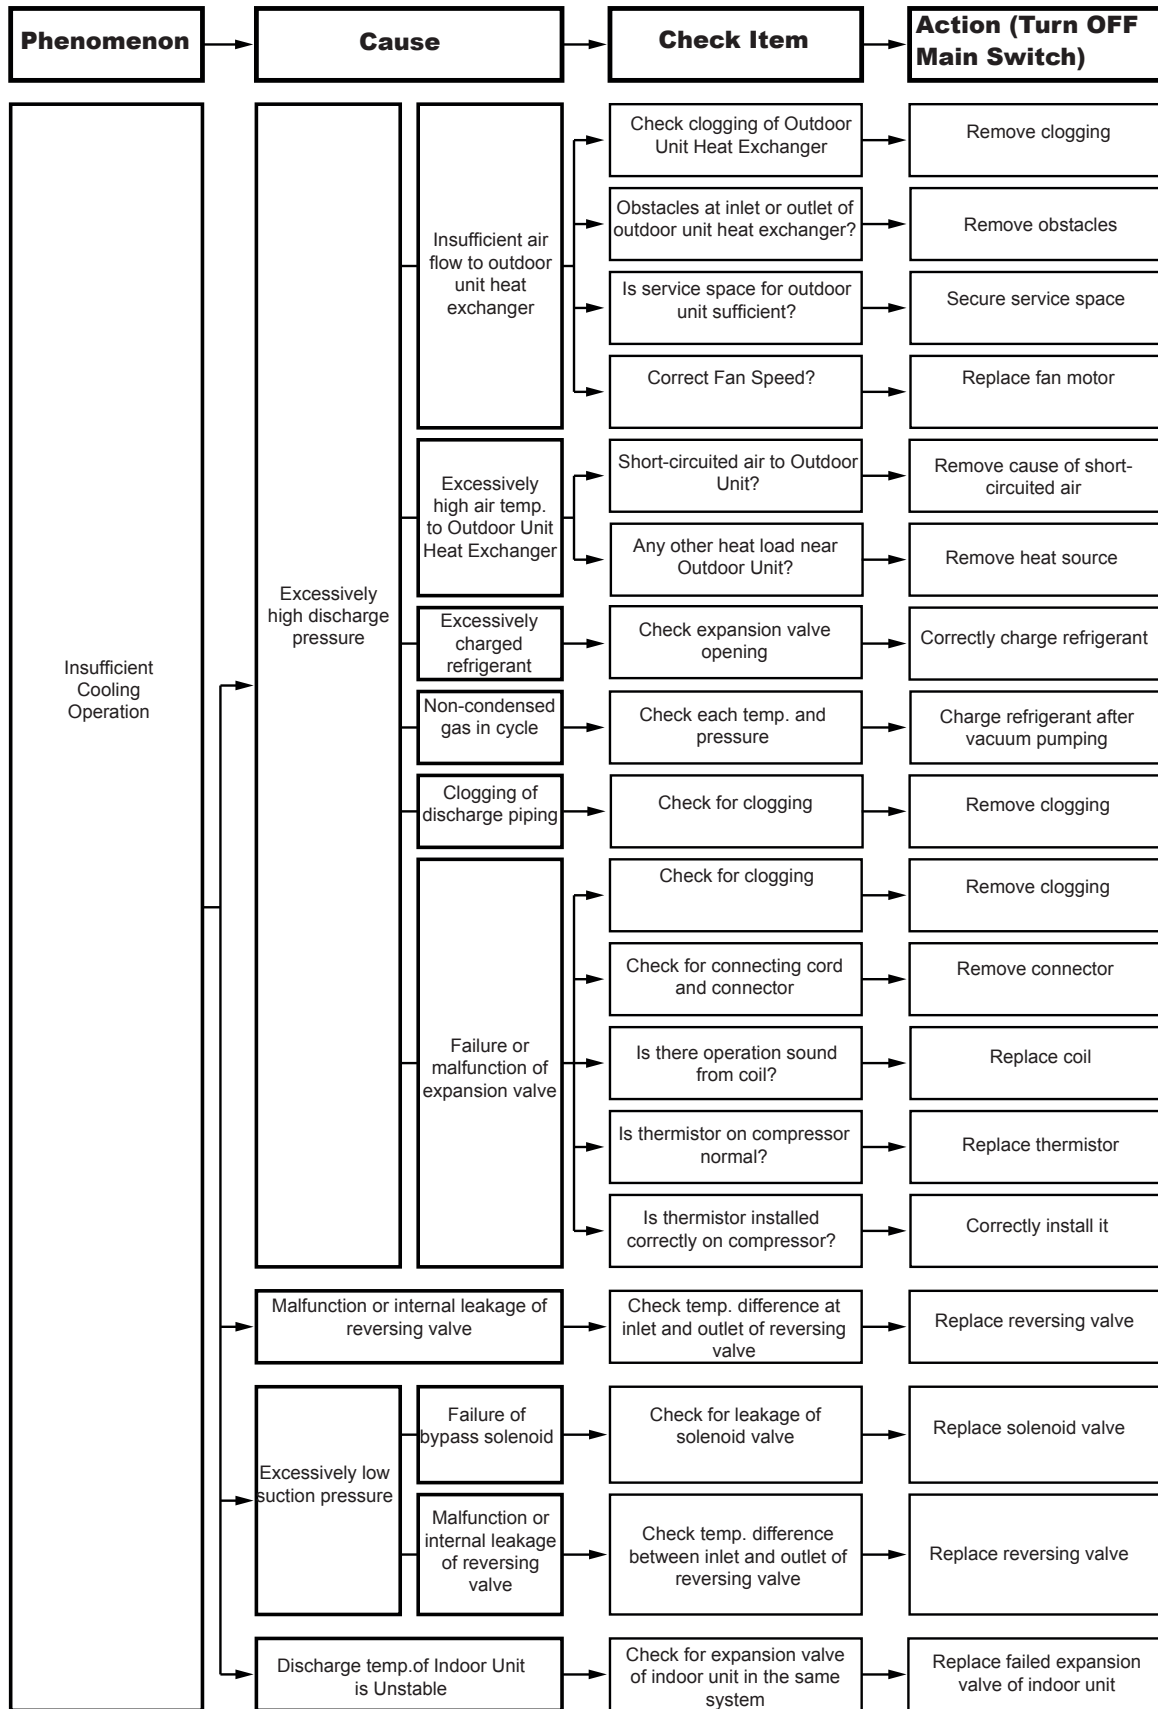 Phenomenon
Cause
Check Item
Action (Turn OFF
Main Switch)
Insufficient
Cooling
Operation
Excessively
high discharge
pressure
Insufficient air
flow to outdoor
unit heat
exchanger
Check clogging of Outdoor
Unit Heat Exchanger
Remove clogging
Obstacles at inlet or outlet of
outdoor unit heat exchanger?
Remove obstacles
Is service space for outdoor
unit sufficient?
Secure service space
Correct Fan Speed?
Replace fan motor
Excessively
high air temp.
to Outdoor Unit
Heat Exchanger
Short-circuited air to Outdoor
Unit?
Remove cause of short-
circuited air
Any other heat load near
Outdoor Unit?
Remove heat source
Excessively
charged
refrigerant
Check expansion valve
opening
Correctly charge refrigerant
Non-condensed
gas in cycle
Check each temp. and
pressure
Charge refrigerant after
vacuum pumping
Clogging of
discharge piping
Check for clogging
Remove clogging
Failure or
malfunction of
expansion valve
Check for clogging
Remove clogging
Check for connecting cord
and connector
Remove connector
Is there operation sound
from coil?
Replace coil
Is thermistor on compressor
normal?
Replace thermistor
Is thermistor installed
correctly on compressor?
Correctly install it
Malfunction or internal leakage of
reversing valve
Check temp. difference at
inlet and outlet of reversing
valve
Replace reversing valve
Excessively low
suction pressure
Failure of
bypass solenoid
Check for leakage of
solenoid valve
Replace solenoid valve
Malfunction or
internal leakage
of reversing
valve
Check temp. difference
between inlet and outlet of
reversing valve
Replace reversing valve
Discharge temp.of Indoor Unit
is Unstable
Check for expansion valve
of indoor unit in the same
system
Replace failed expansion
valve of indoor unit